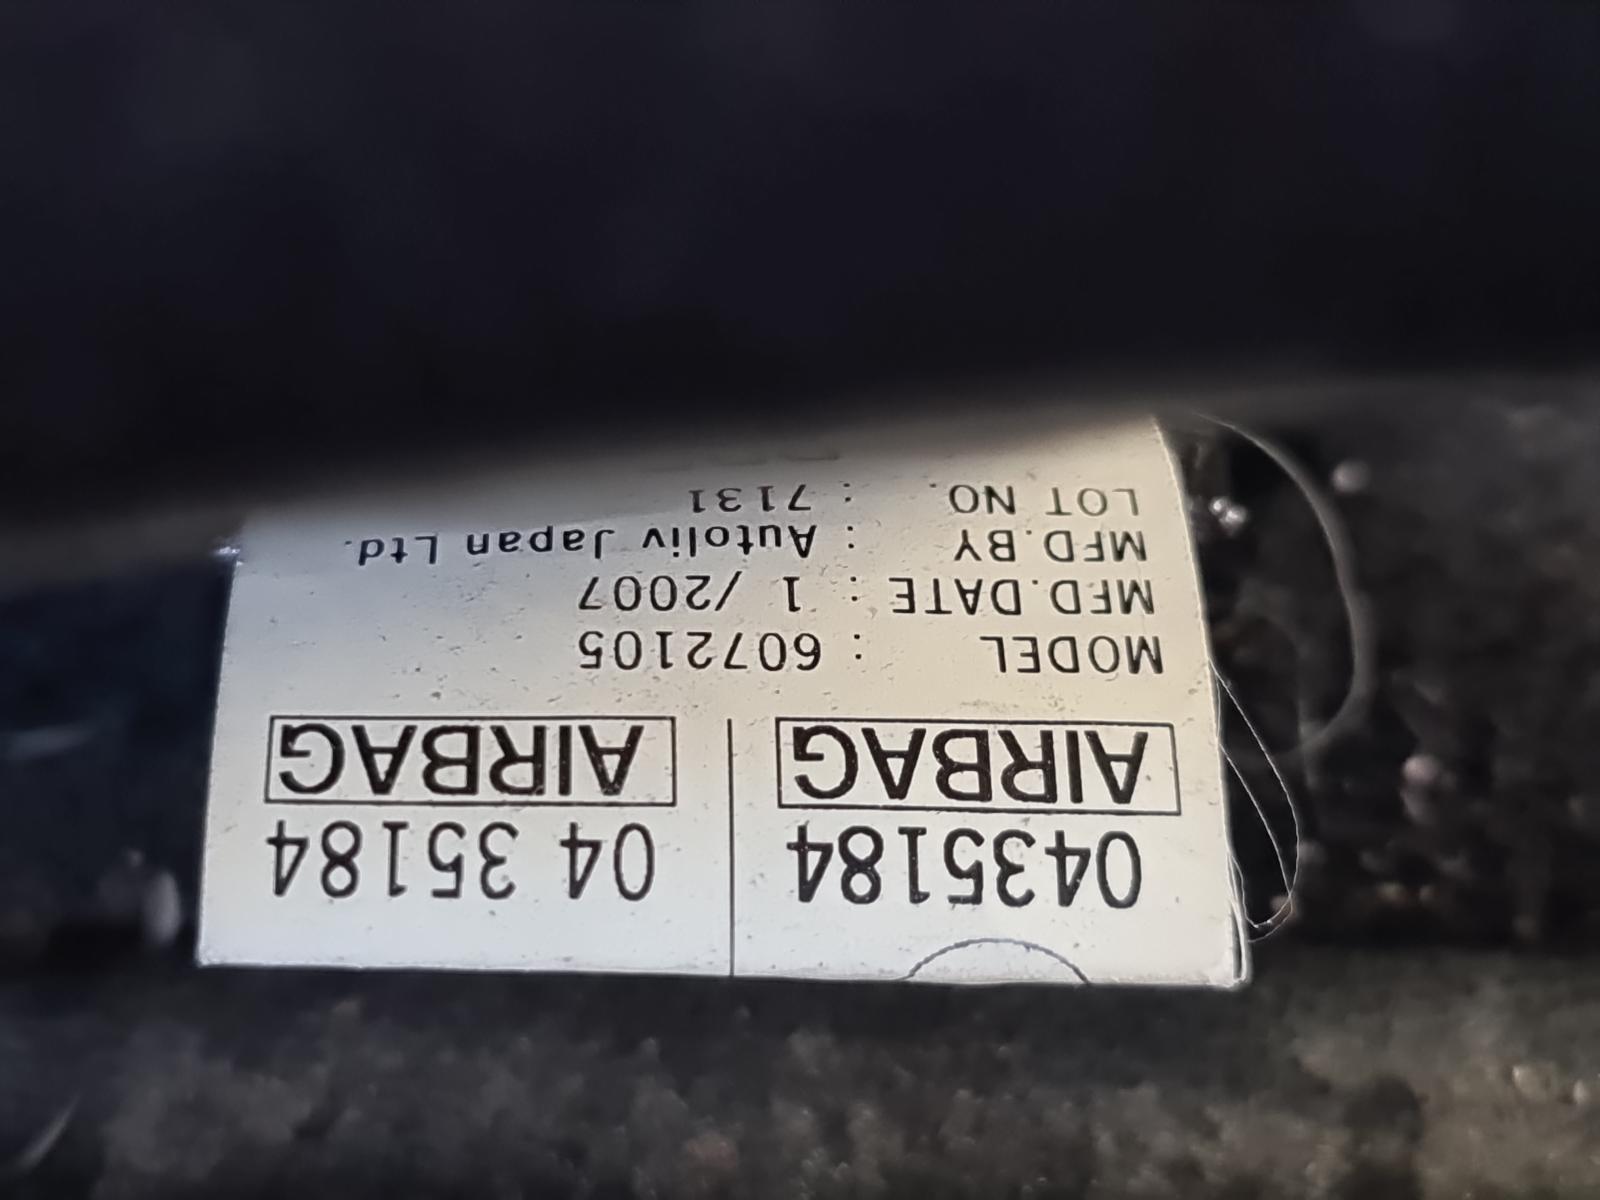 0435184 04 35184
AIRBAG AIRBAG
MODEL : 6072105
MFD.DATE : 1 /2007
MFD.BY : Autoliv Japan Ltd.
LOT NO. : 7131